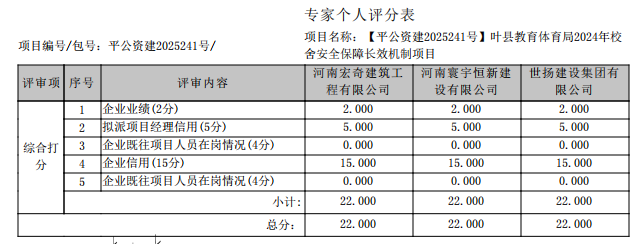 专家个人评分表
项目编号/包号: 平公资建2025241号/
项目名称: 【平公资建2025241号】叶县教育体育局2024年校
舍安全保障长效机制项目
评审项 序号 评审内容 河南宏奇建筑工程有限公司 河南寰宇恒新建设有限公司 世扬建设集团有限公司
综合打分
1 企业业绩(2分) 2.000 2.000 2.000
2 拟派项目经理信用(5分) 5.000 5.000 5.000
3 企业既往项目人员在岗情况(4分) 0.000 0.000 0.000
4 企业信用(15分) 15.000 15.000 15.000
5 企业既往项目人员在岗情况(4分) 0.000 0.000 0.000
小计: 22.000 22.000 22.000
总分: 22.000 22.000 22.000